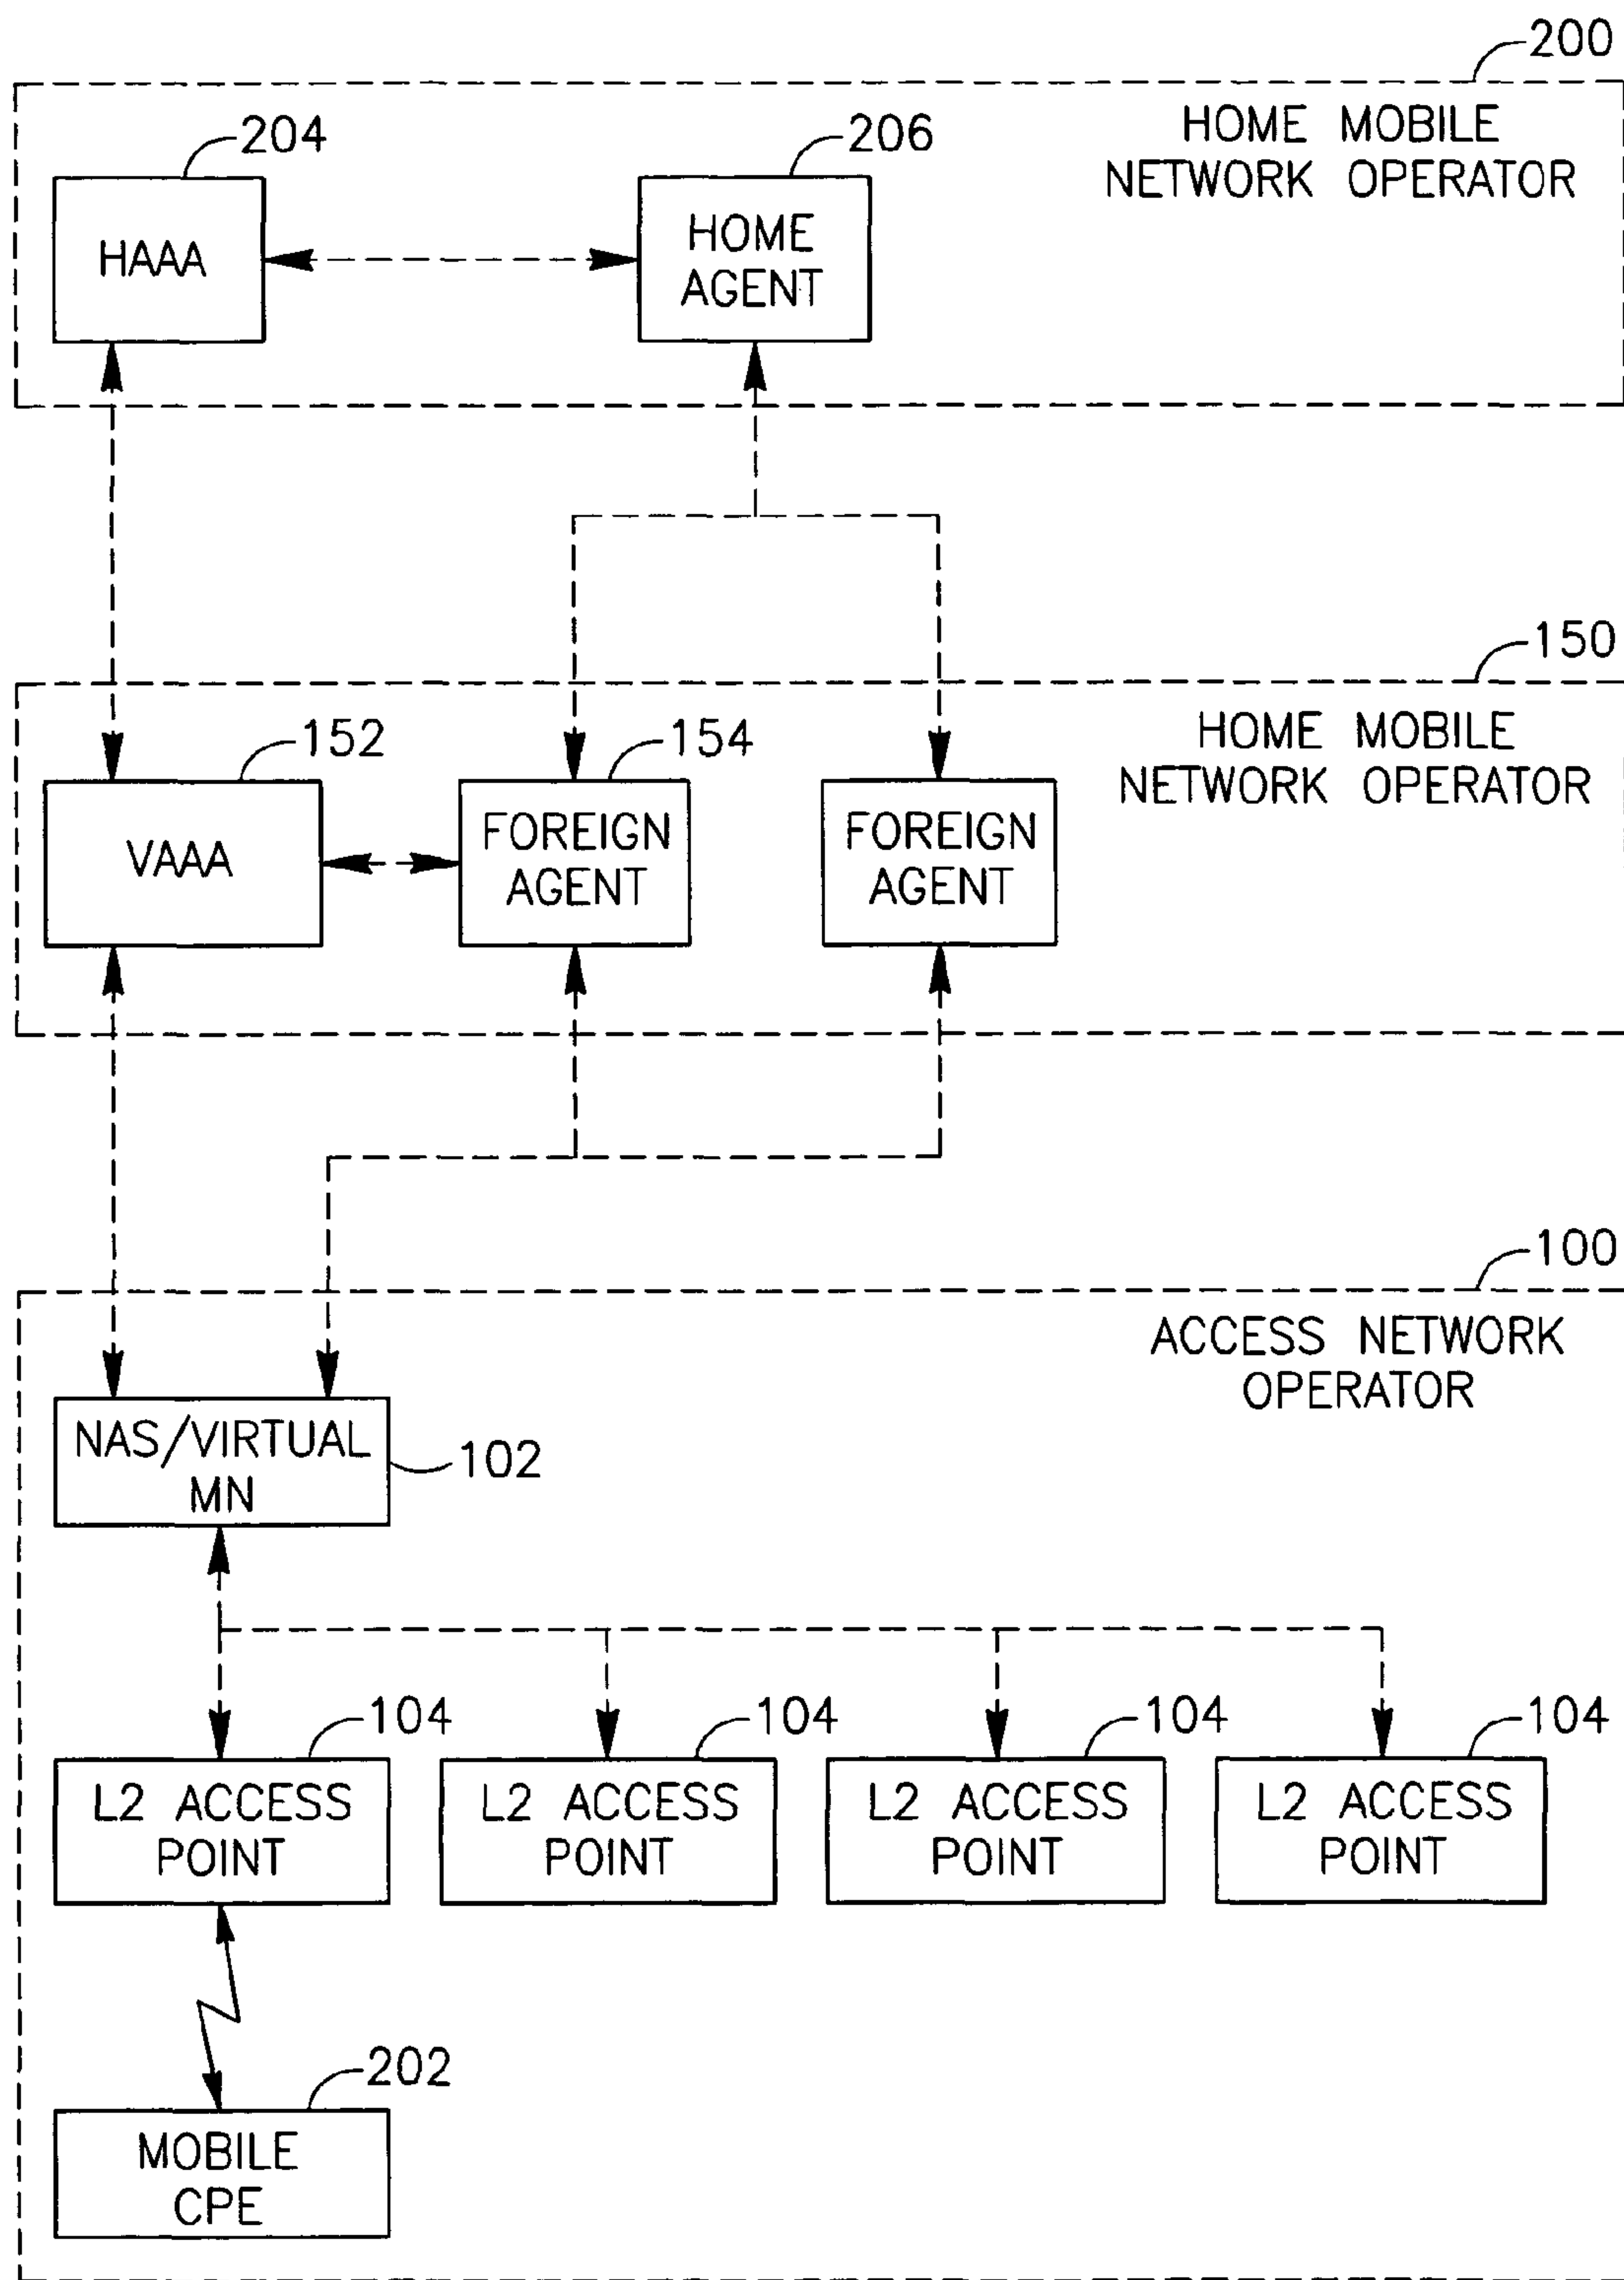 200
HOME MOBILE
NETWORK OPERATOR
204
206
HAAA
HOME
AGENT
150
HOME MOBILE
NETWORK OPERATOR
152
154
VAAA
FOREIGN
AGENT
FOREIGN
AGENT
100
ACCESS NETWORK
OPERATOR
NAS/VIRTUAL
MN
102
104
104
104
104
L2 ACCESS
POINT
L2 ACCESS
POINT
L2 ACCESS
POINT
L2 ACCESS
POINT
202
MOBILE
CPE